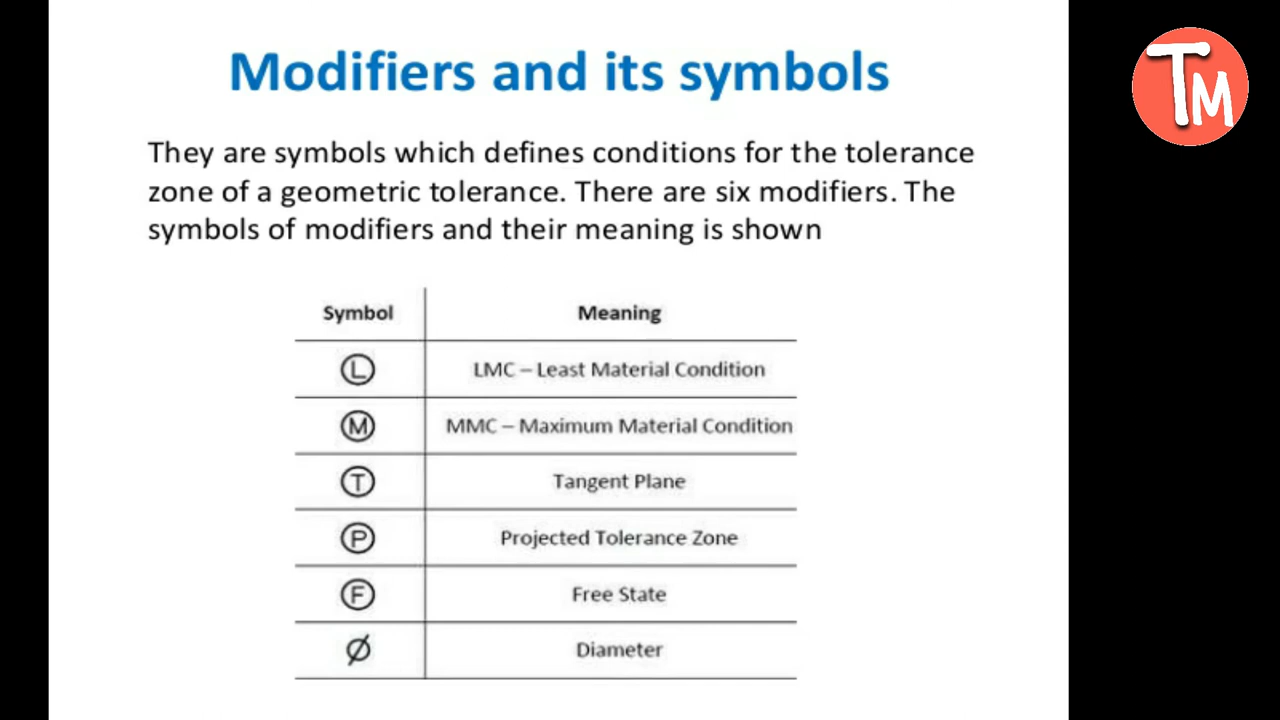 Modifiers and its symbols
TM
They are symbols which defines conditions for the tolerance
zone of a geometric tolerance. There are six modifiers. The
symbols of modifiers and their meaning is shown
Symbol Meaning
Ⓛ LMC – Least Material Condition
Ⓜ MMC – Maximum Material Condition
Ⓣ Tangent Plane
Ⓟ Projected Tolerance Zone
Ⓕ Free State
⌀ Diameter